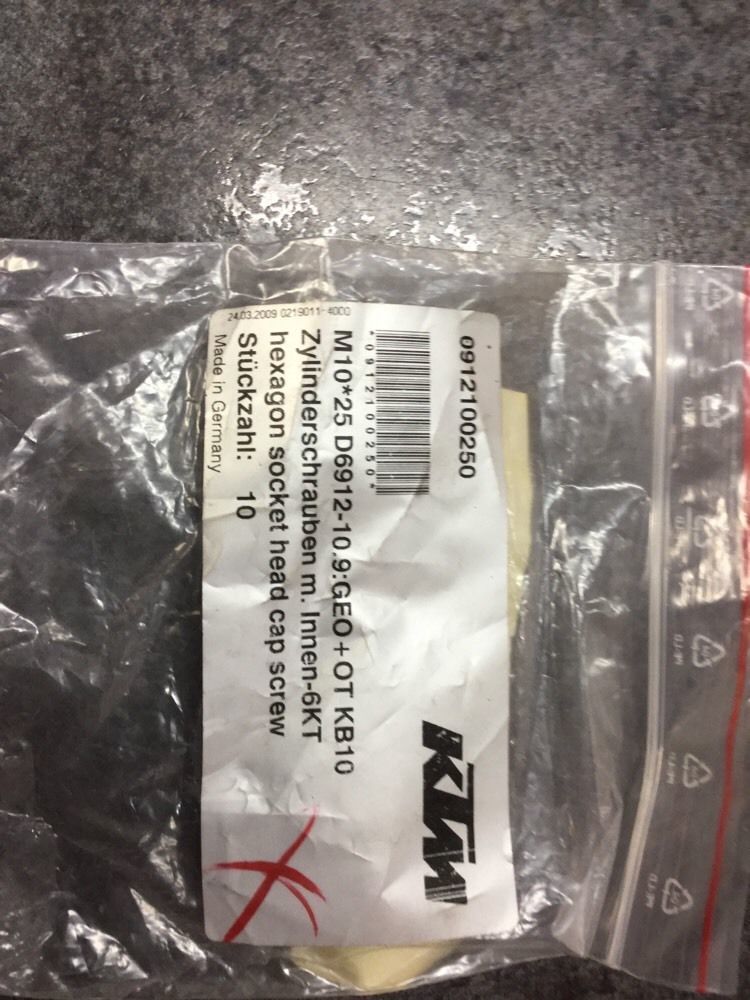 0912100250
KTM
*0912100250*
M10*25 D6912-10.9:GEO+OT KB10
Zylinderschrauben m. Innen-6KT
hexagon socket head cap screw
Stückzahl: 10
Made in Germany
24.03.2009 0219011-4000